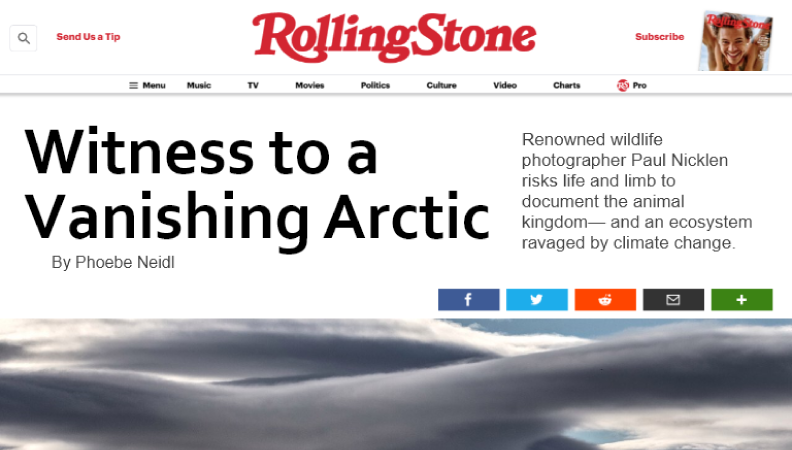 Send Us a Tip
RollingStone
Subscribe
RollingStone
Menu
Music
TV
Movies
Politics
Culture
Video
Charts
RS Pro
Witness to a
Vanishing Arctic
By Phoebe Neidl
Renowned wildlife
photographer Paul Nicklen
risks life and limb to
document the animal
kingdom— and an ecosystem
ravaged by climate change.
f